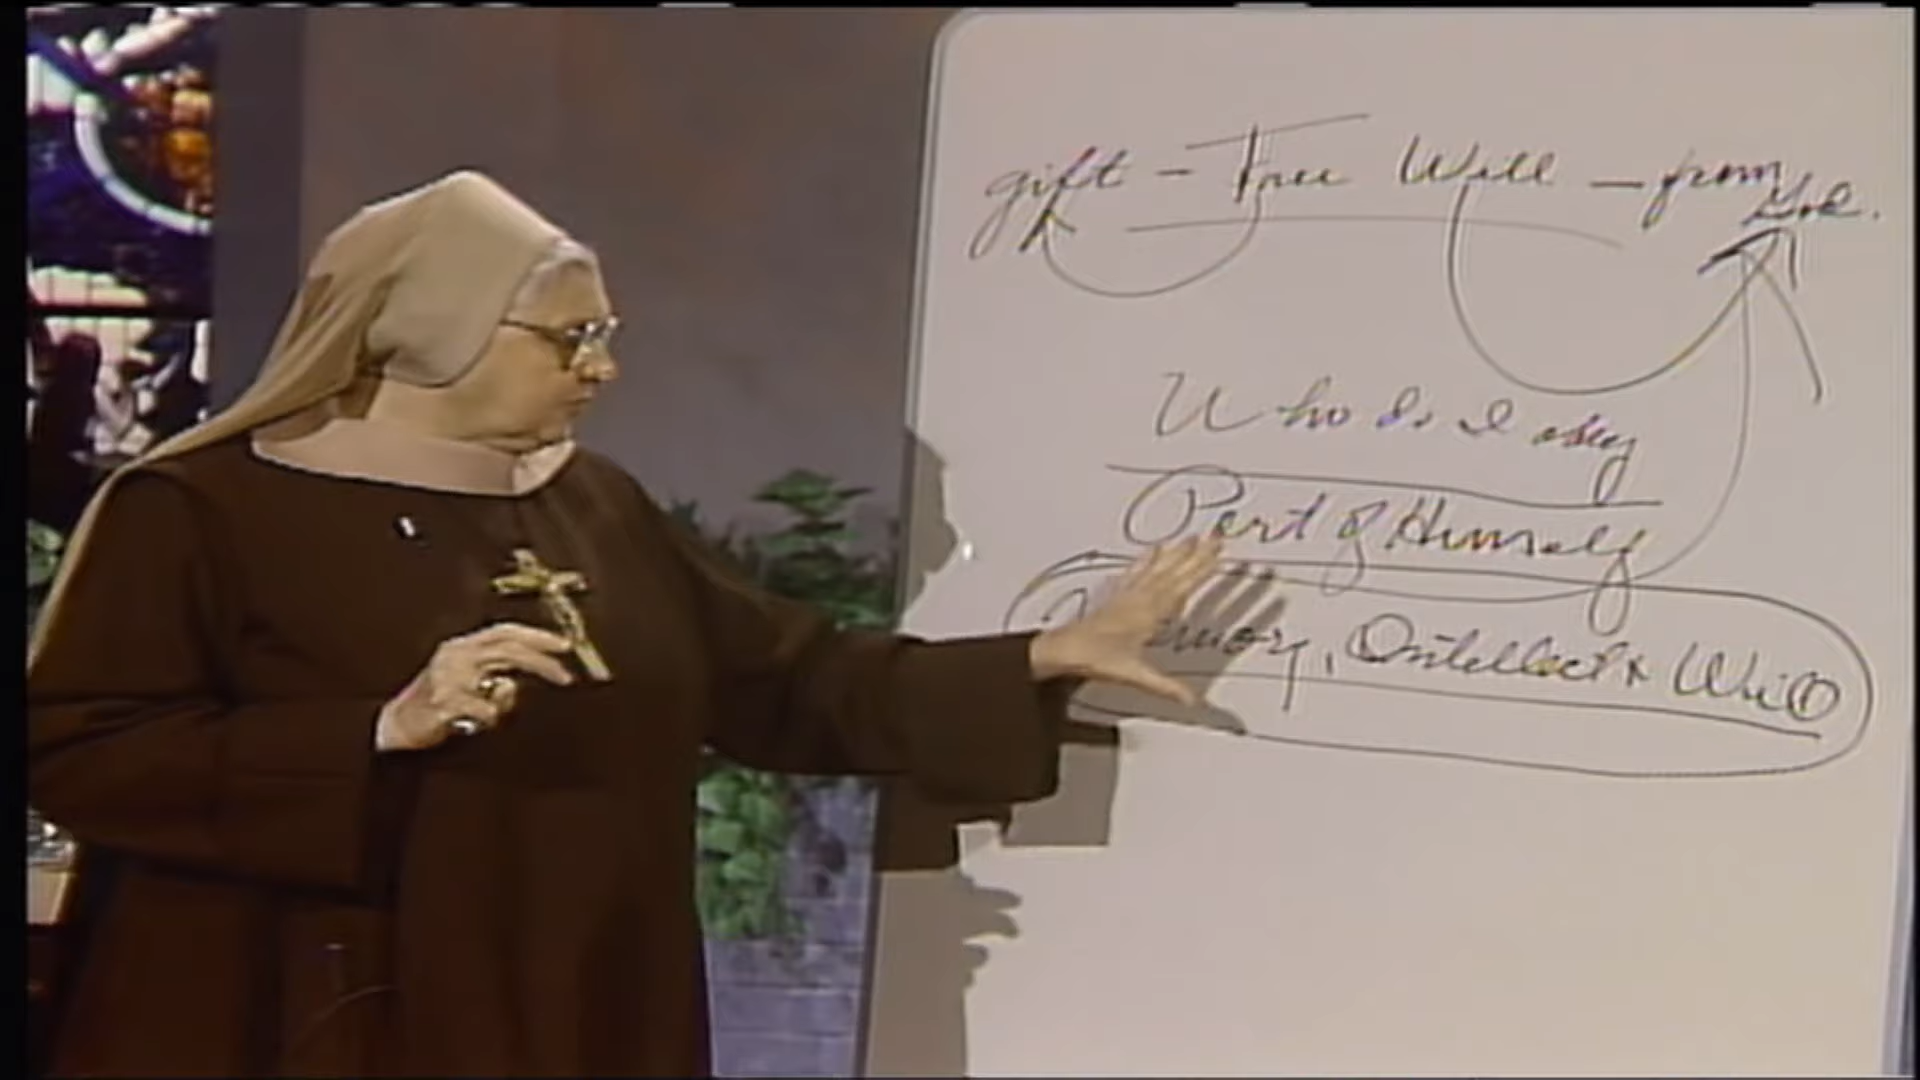 gift - Free Will - from God.
Who do I obey
Part of Himself
Memory, Intellect & Will